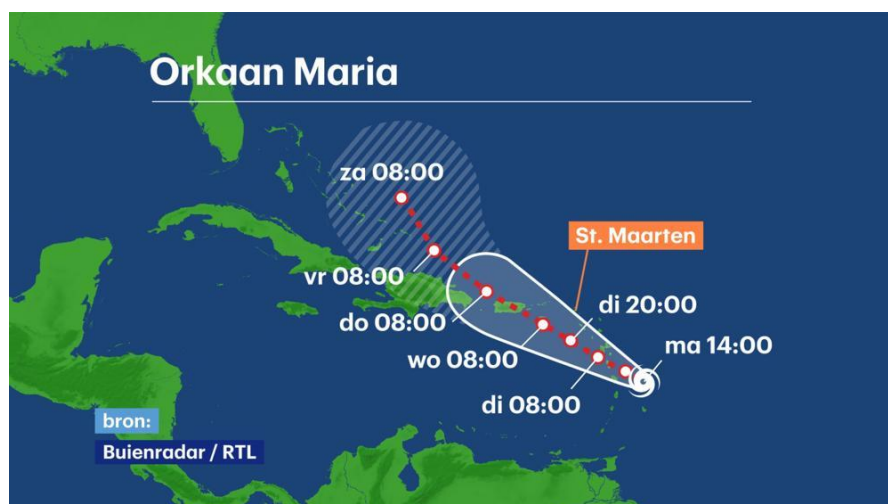 Orkaan Maria
za 08:00
St. Maarten
vr 08:00
di 20:00
do 08:00
ma 14:00
wo 08:00
di 08:00
bron:
Buienradar / RTL